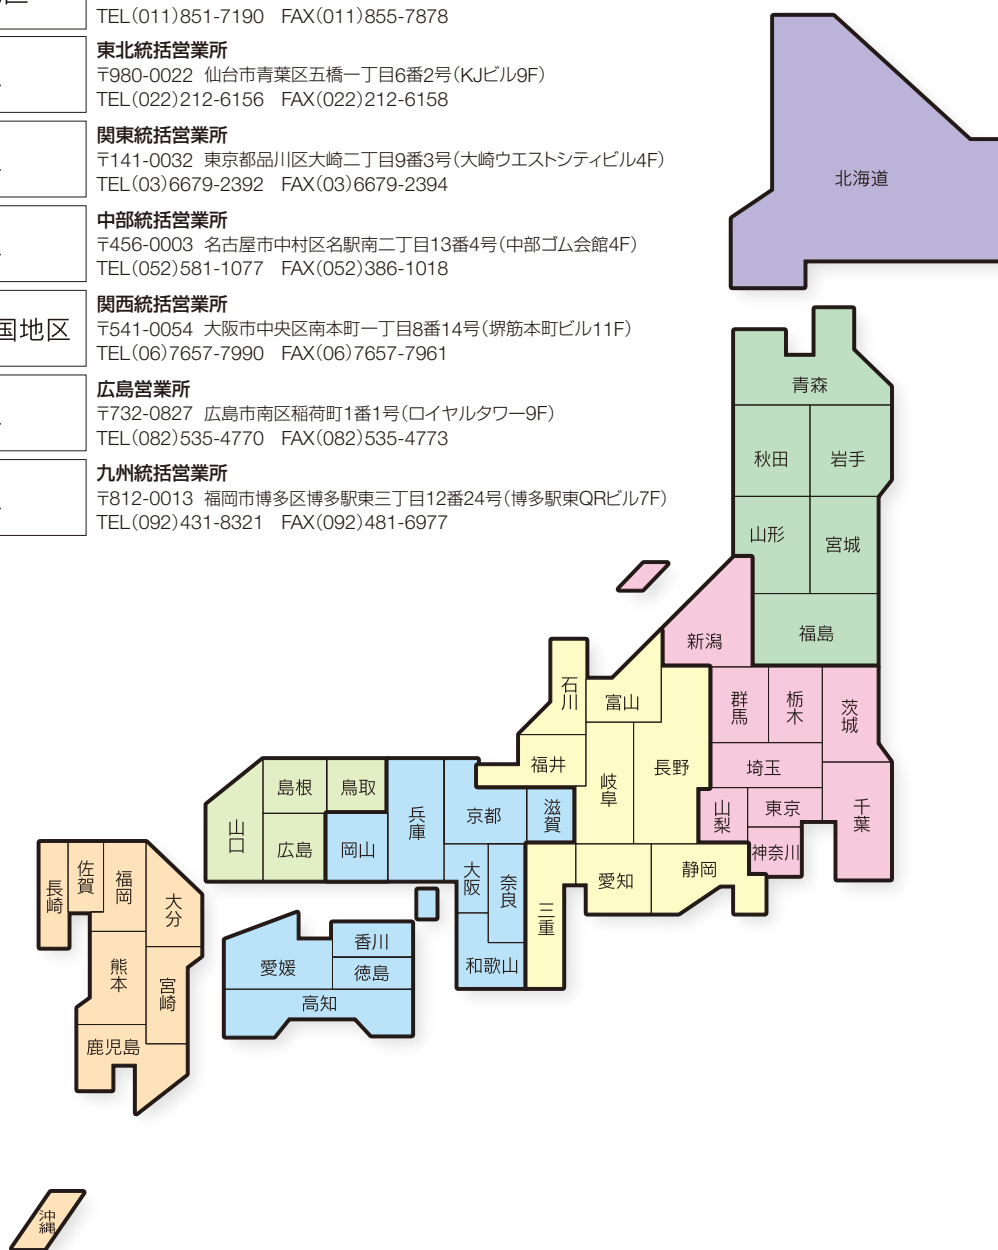 区
TEL(011)851-7190 FAX(011)855-7878
東北統括営業所
〒980-0022 仙台市青葉区五橋一丁目6番2号(KJビル9F)
TEL(022)212-6156 FAX(022)212-6158
関東統括営業所
〒141-0032 東京都品川区大崎二丁目9番3号(大崎ウエストシティビル4F)
TEL(03)6679-2392 FAX(03)6679-2394
中部統括営業所
〒456-0003 名古屋市中村区名駅南二丁目13番4号(中部ゴム会館4F)
TEL(052)581-1077 FAX(052)386-1018
国地区
関西統括営業所
〒541-0054 大阪市中央区南本町一丁目8番14号(堺筋本町ビル11F)
TEL(06)7657-7990 FAX(06)7657-7961
広島営業所
〒732-0827 広島市南区稲荷町1番1号(ロイヤルタワー9F)
TEL(082)535-4770 FAX(082)535-4773
九州統括営業所
〒812-0013 福岡市博多区博多駅東三丁目12番24号(博多駅東QRビル7F)
TEL(092)431-8321 FAX(092)481-6977
北海道
青森
秋田
岩手
山形
宮城
福島
新潟
群馬
栃木
茨城
埼玉
山梨
東京
千葉
神奈川
石川
富山
福井
岐阜
長野
愛知
静岡
三重
島根
鳥取
山口
広島
岡山
兵庫
京都
滋賀
大阪
奈良
和歌山
香川
愛媛
徳島
高知
長崎
佐賀
福岡
大分
熊本
宮崎
鹿児島
沖縄